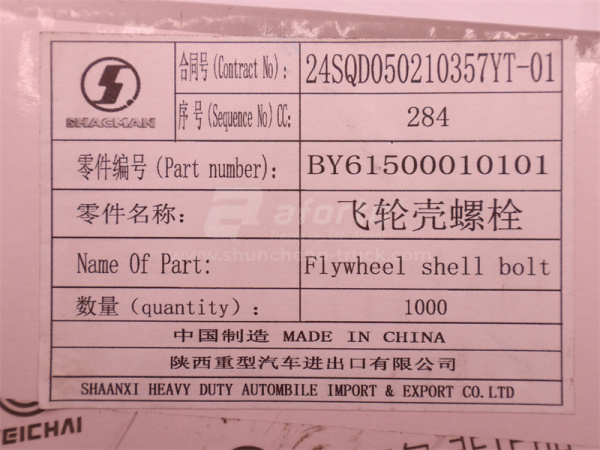 SHACMAN
合同号(Contract No): 24SQD050210357YT-01
序号(Sequence No)CC: 284
零件编号(Part number): BY61500010101
零件名称: 飞轮壳螺栓
Name Of Part: Flywheel shell bolt
数量(quantity): 1000
中国制造 MADE IN CHINA
陕西重型汽车进出口有限公司
SHAANXI HEAVY DUTY AUTOMBILE IMPORT & EXPORT CO.LTD
EICHAI